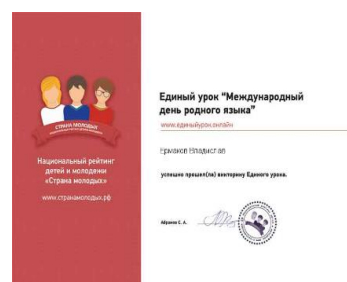 СТРАНА МОЛОДЫХ
Национальный рейтинг
детей и молодежи
«Страна молодых»
www.странамолодых.рф
Единый урок "Международный
день родного языка"
www.единыйурок.онлайн
Ермаков Владислав
успешно прошел(ла) викторину Единого урока.
Абрамов С. А.